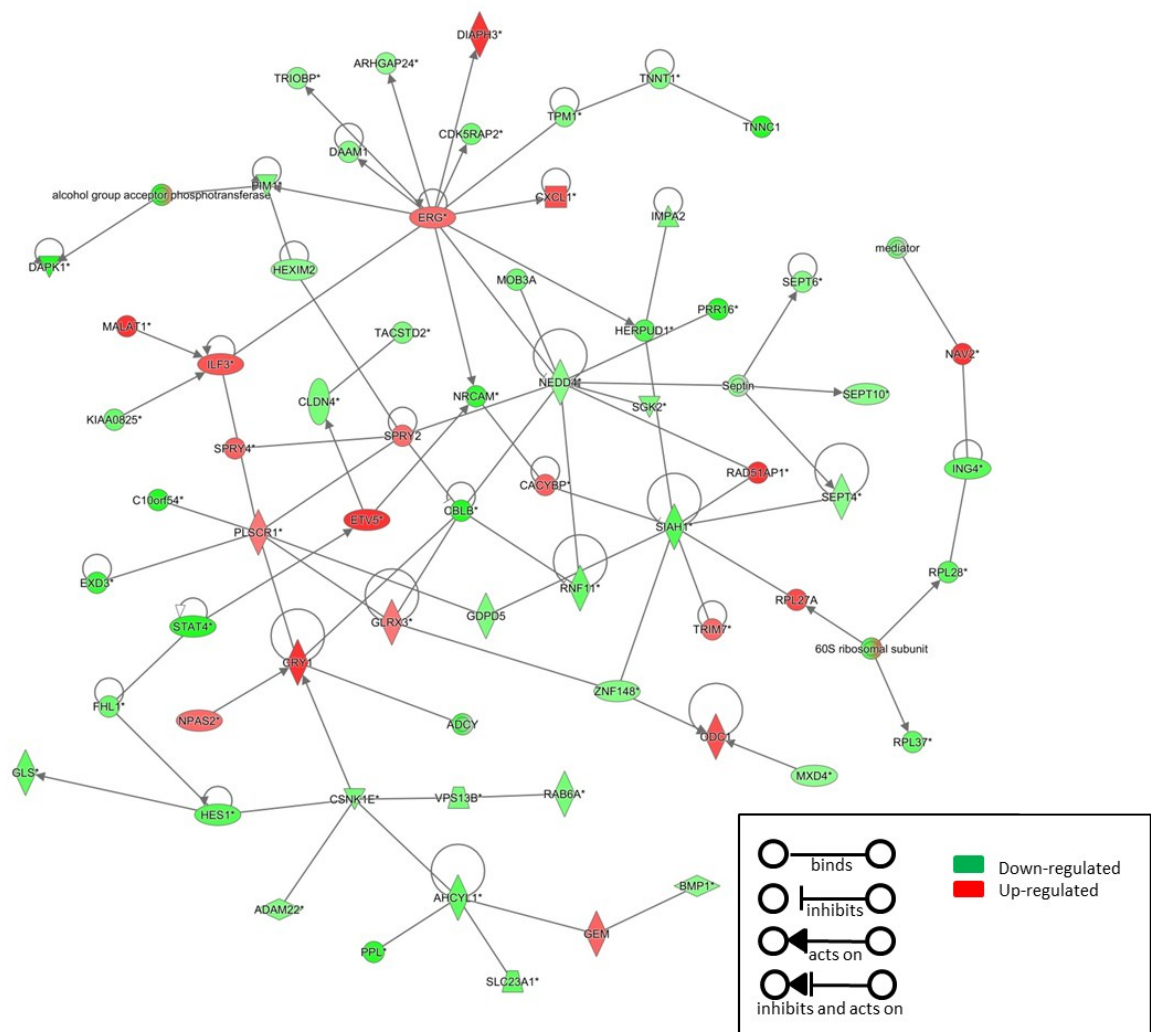 DIAPH3*
ARHGAP24*
TRIOBP*
TNNT1*
TPM1*
TNNC1
CDK5RAP2*
DAAM1
PIM1*
alcohol group acceptor phosphotransferase
CXCL1*
ERG*
IMPA2
mediator
DAPK1*
HEXIM2
MOB3A
SEPT6*
PRR16*
MALAT1*
TACSTD2*
HERPUD1*
NAV2*
ILF3*
NEDD4*
Septin
SEPT10*
CLDN4*
NRCAM*
SGK2*
KIAA0825*
SPRY4*
SPRY2
RAD51AP1*
ING4*
CACYBP*
SEPT4*
C10orf54*
ETV5*
CBLB*
PLSCR1*
SIAH1*
EXD3*
RNF11*
RPL28*
RPL27A
GDPD5
STAT4*
GLRX3*
TRIM7*
60S ribosomal subunit
CRY1
ZNF148*
FHL1*
NPAS2*
ADCY
ODC1
RPL37*
GLS*
MXD4*
CSNK1E*
VPS13B*
RAB6A*
HES1*
BMP1*
AHCYL1*
ADAM22*
GEM
PPL*
SLC23A1*
binds
inhibits
acts on
inhibits and acts on
Down-regulated
Up-regulated